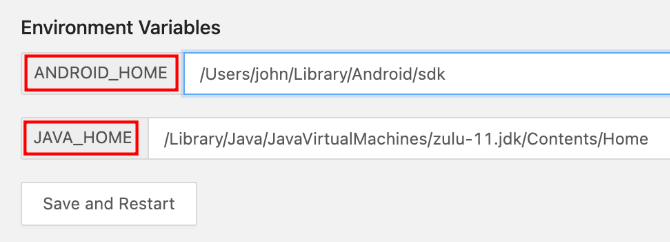 Environment Variables
ANDROID_HOME /Users/john/Library/Android/sdk
JAVA_HOME /Library/Java/JavaVirtualMachines/zulu-11.jdk/Contents/Home
Save and Restart